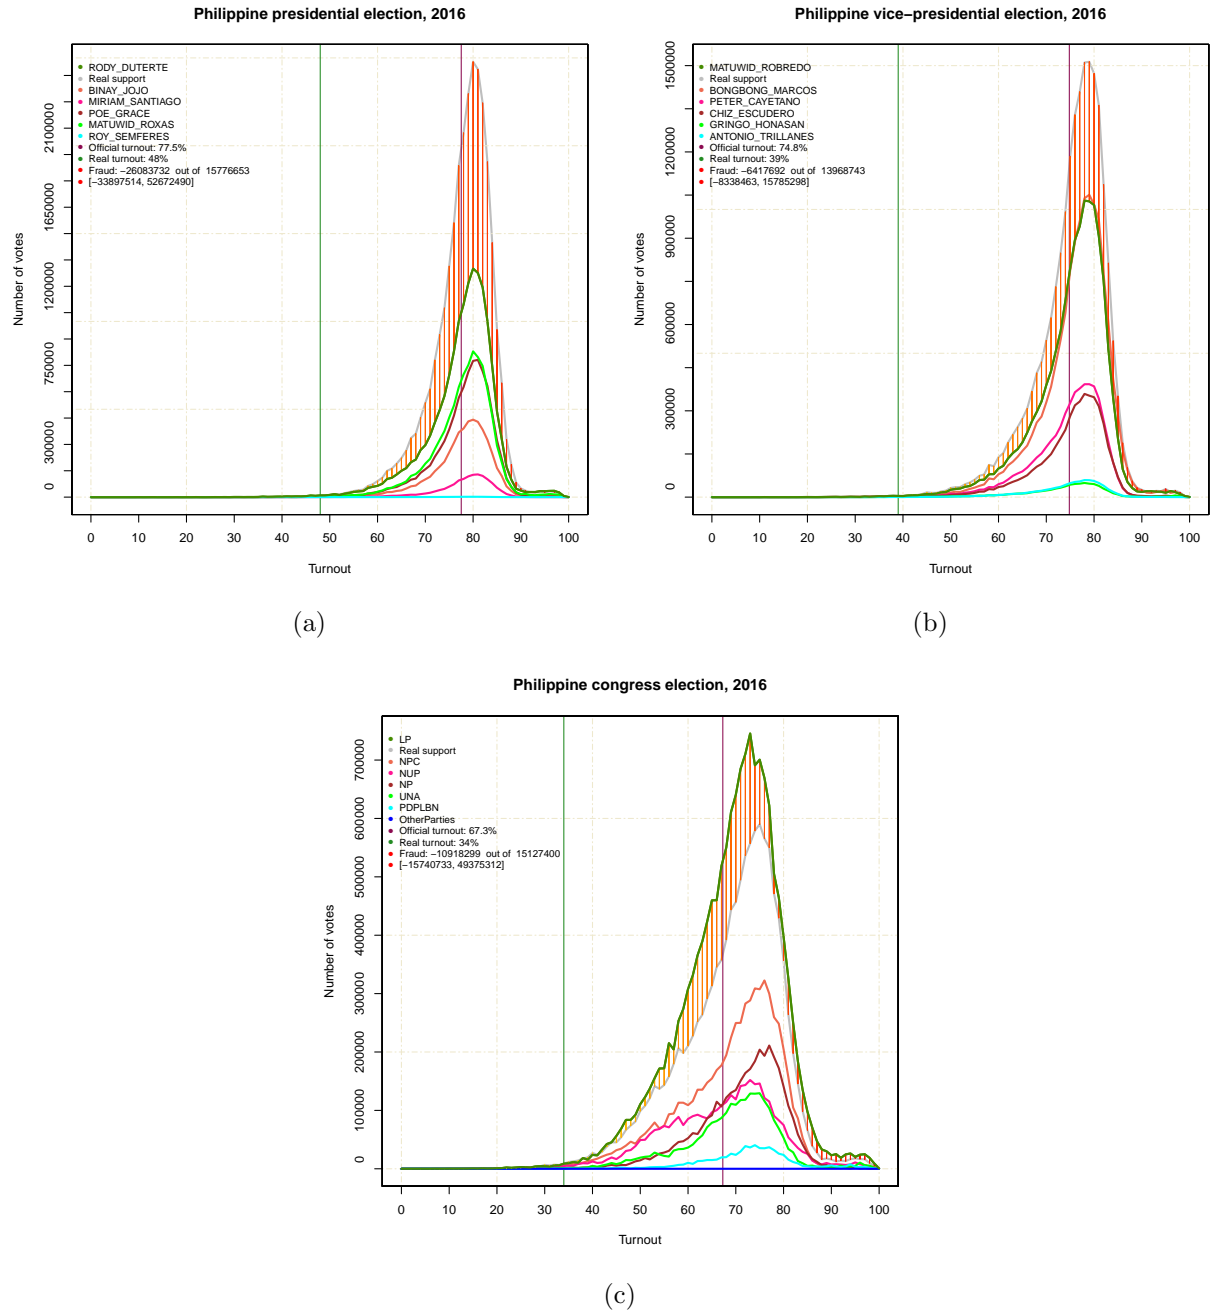 Philippine presidential election, 2016
RODY_DUTERTE
Real support
BINAY_JOJO
MIRIAM_SANTIAGO
POE_GRACE
MATUWID_ROXAS
ROY_SEMFERES
Official turnout: 77.5%
Real turnout: 48%
Fraud: −26083732 out of 15776653
[−33897514, 52672490]
Number of votes
0 300000 750000 1200000 1650000 2100000
0 10 20 30 40 50 60 70 80 90 100
Turnout
(a)
Philippine vice−presidential election, 2016
MATUWID_ROBREDO
Real support
BONGBONG_MARCOS
PETER_CAYETANO
CHIZ_ESCUDERO
GRINGO_HONASAN
ANTONIO_TRILLANES
Official turnout: 74.8%
Real turnout: 39%
Fraud: −6417692 out of 13968743
[−8338463, 15785298]
Number of votes
0 300000 600000 900000 1200000 1500000
0 10 20 30 40 50 60 70 80 90 100
Turnout
(b)
Philippine congress election, 2016
LP
Real support
NPC
NUP
NP
UNA
PDPLBN
OtherParties
Official turnout: 67.3%
Real turnout: 34%
Fraud: −10918299 out of 15127400
[−15740733, 49375312]
Number of votes
0 100000 200000 300000 400000 500000 600000 700000
0 10 20 30 40 50 60 70 80 90 100
Turnout
(c)